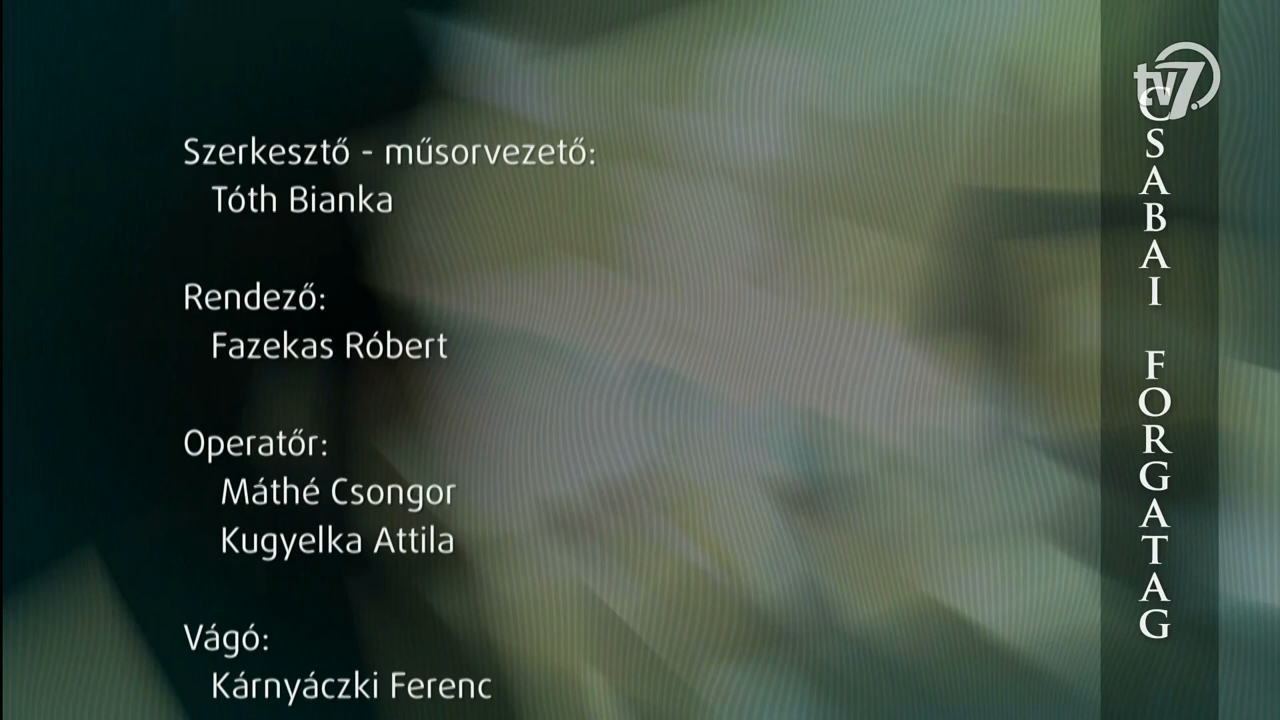 Szerkesztő - műsorvezető:
Tóth Bianka
Rendező:
Fazekas Róbert
Operatőr:
Máthé Csongor
Kugyelka Attila
Vágó:
Kárnyáczki Ferenc
tv7.
CSABAI FORGATAG